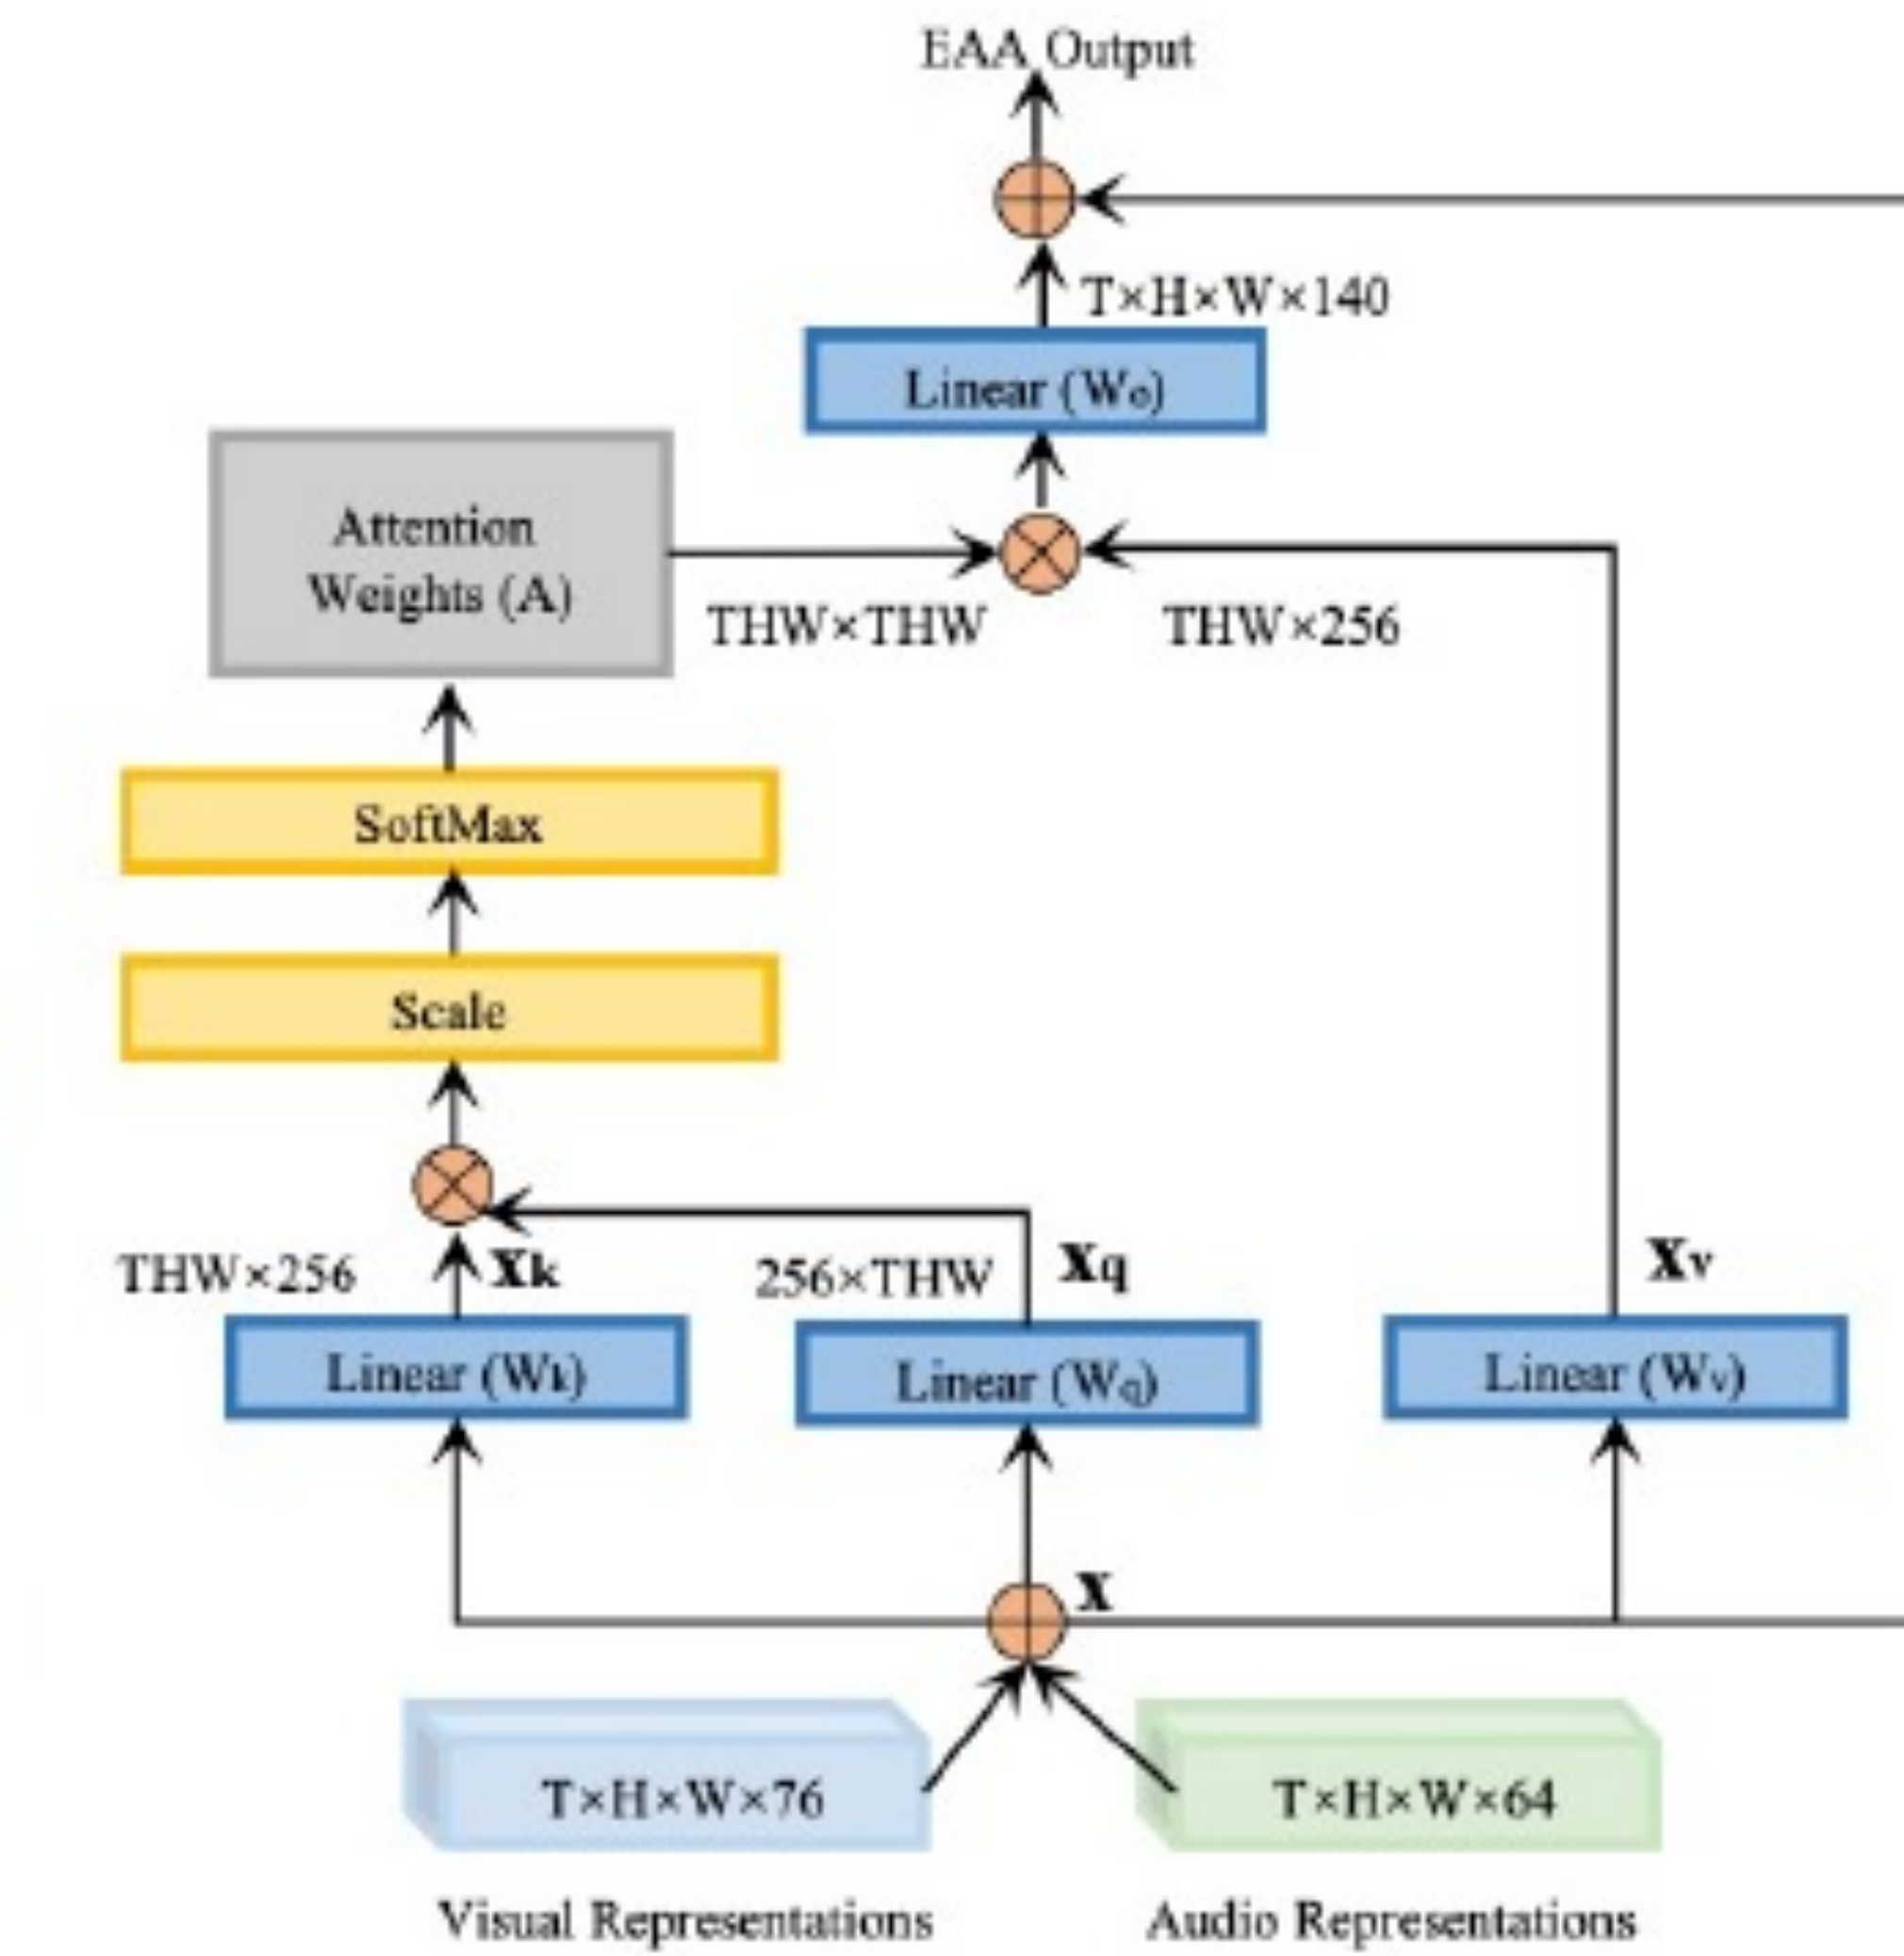 EAA Output
T×H×W×140
Linear (Wo)
Attention
Weights (A)
THW×THW
THW×256
SoftMax
Scale
THW×256
Xk
256×THW
Xq
Xv
Linear (Wk)
Linear (Wq)
Linear (Wv)
X
T×H×W×76
T×H×W×64
Visual Representations
Audio Representations